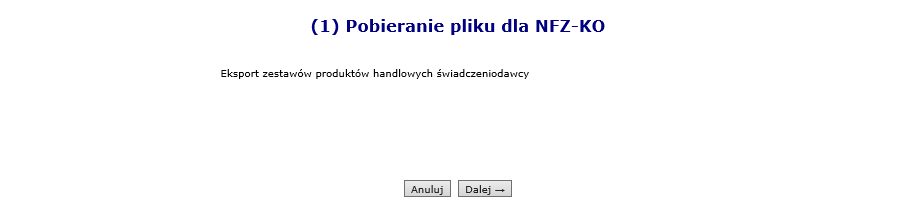 (1) Pobieranie pliku dla NFZ-KO
Eksport zestawów produktów handlowych świadczeniodawcy
Anuluj
Dalej →